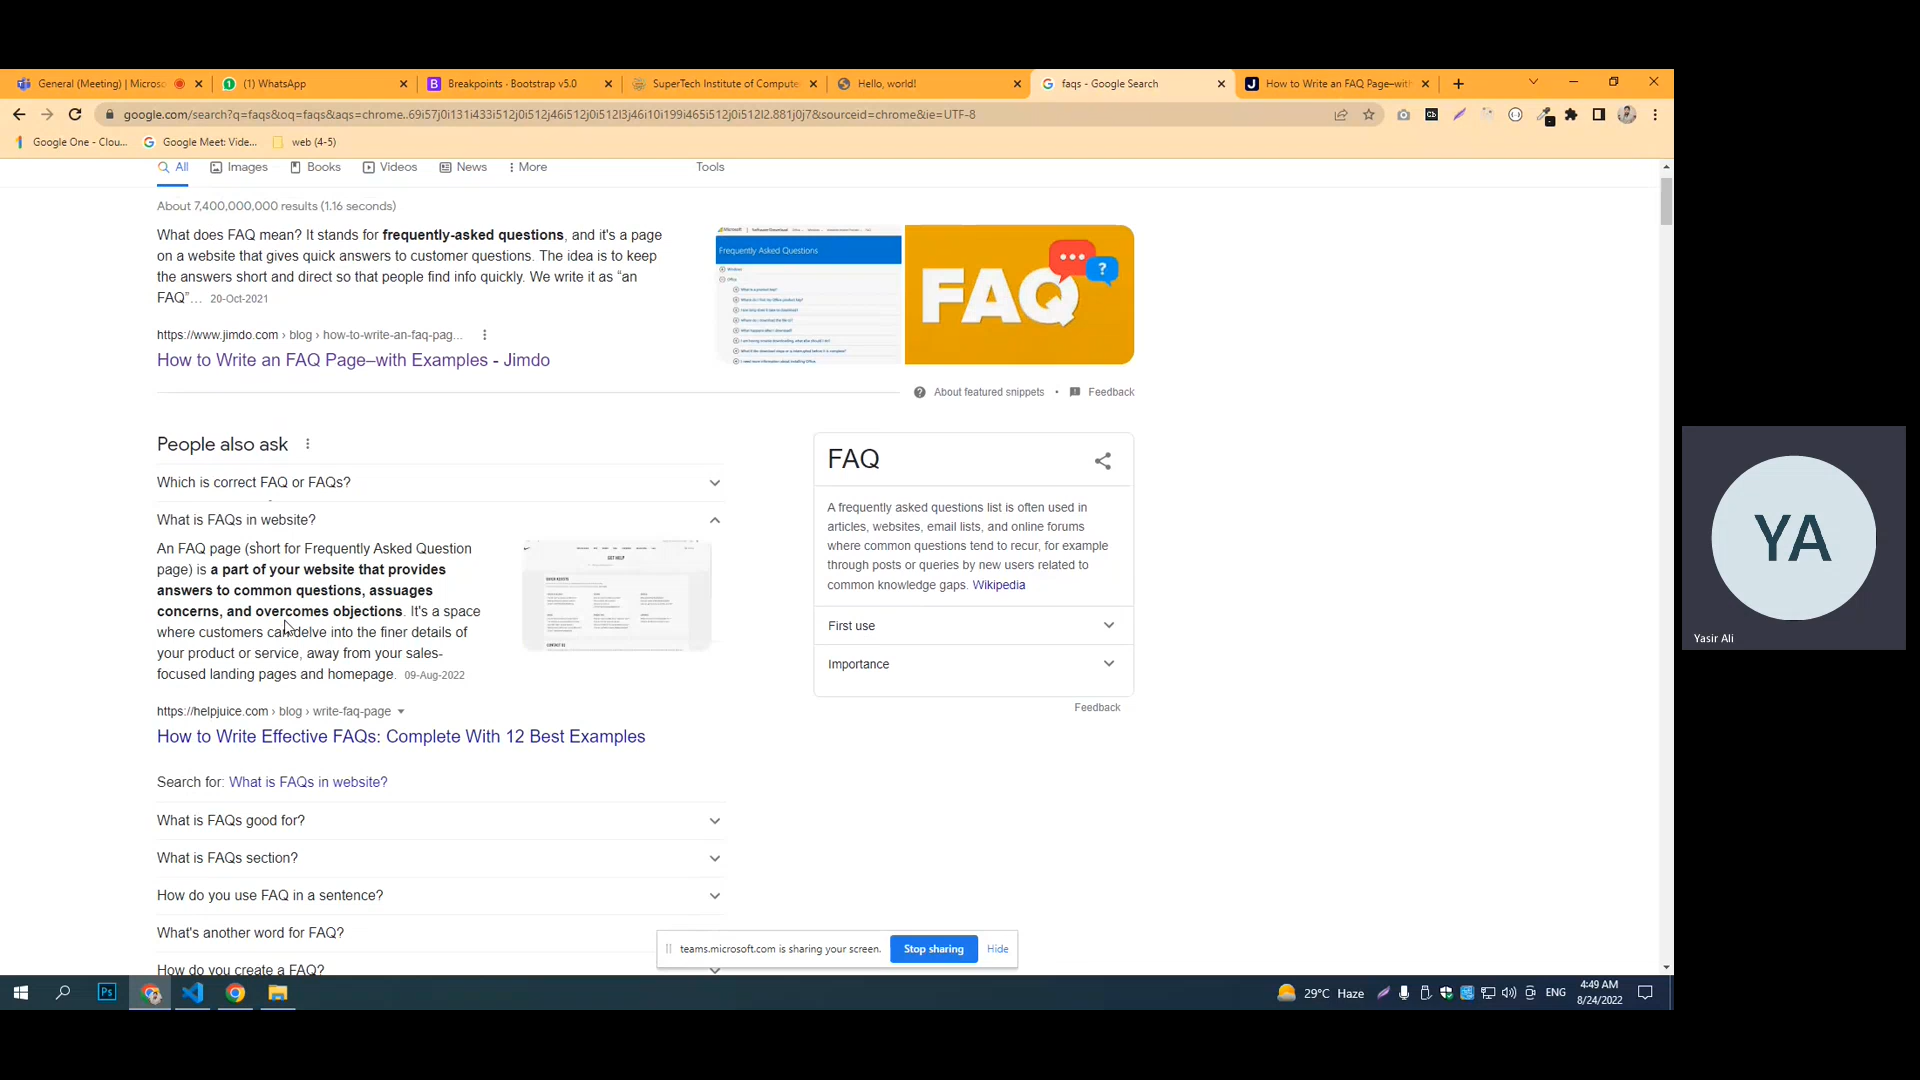 General (Meeting) | Microso
(1) WhatsApp
Breakpoints · Bootstrap v5.0
SuperTech Institute of Compute
Hello, world!
faqs - Google Search
How to Write an FAQ Page–with
google.com/search?q=faqs&oq=faqs&aqs=chrome..69i57j0i131i433i512j0i512j46i512j0i512l3j46i10i199i465i512j0i512l2.881j0j7&sourceid=chrome&ie=UTF-8
Google One - Clou...
Google Meet: Vide...
web (4-5)
All
Images
Books
Videos
News
More
Tools
About 7,400,000,000 results (1.16 seconds)
What does FAQ mean? It stands for frequently-asked questions, and it's a page
on a website that gives quick answers to customer questions. The idea is to keep
the answers short and direct so that people find info quickly. We write it as “an
FAQ”... 20-Oct-2021
Microsoft
Frequently Asked Questions
Windows
Office
What is a product key?
FAQ
?
https://www.jimdo.com › blog › how-to-write-an-faq-pag...
How to Write an FAQ Page–with Examples - Jimdo
About featured snippets • Feedback
People also ask
Which is correct FAQ or FAQs?
What is FAQs in website?
An FAQ page (short for Frequently Asked Question
page) is a part of your website that provides
answers to common questions, assuages
concerns, and overcomes objections. It's a space
where customers can delve into the finer details of
your product or service, away from your sales-
focused landing pages and homepage. 09-Aug-2022
GET HELP
CONTACT US
https://helpjuice.com › blog › write-faq-page
How to Write Effective FAQs: Complete With 12 Best Examples
Search for: What is FAQs in website?
What is FAQs good for?
What is FAQs section?
How do you use FAQ in a sentence?
What's another word for FAQ?
How do you create a FAQ?
FAQ
A frequently asked questions list is often used in
articles, websites, email lists, and online forums
where common questions tend to recur, for example
through posts or queries by new users related to
common knowledge gaps. Wikipedia
First use
Importance
Feedback
teams.microsoft.com is sharing your screen.
Stop sharing
Hide
YA
Yasir Ali
Ps
29°C Haze
ENG
4:49 AM
8/24/2022